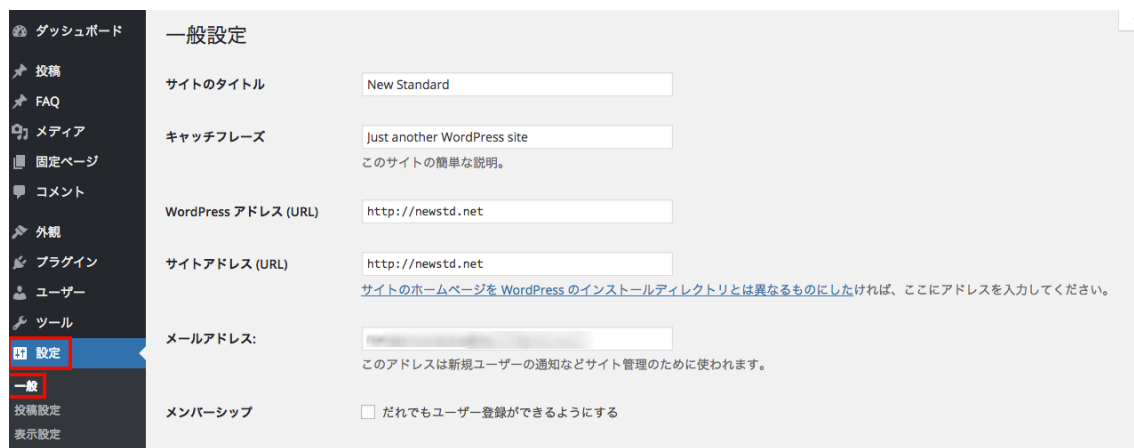 ダッシュボード
投稿
FAQ
メディア
固定ページ
コメント
外観
プラグイン
ユーザー
ツール
設定
一般
投稿設定
表示設定
一般設定
サイトのタイトル
New Standard
キャッチフレーズ
Just another WordPress site
このサイトの簡単な説明。
WordPress アドレス (URL)
http://newstd.net
サイトアドレス (URL)
http://newstd.net
サイトのホームページを WordPress のインストールディレクトリとは異なるものにしたければ、ここにアドレスを入力してください。
メールアドレス:
このアドレスは新規ユーザーの通知などサイト管理のために使われます。
メンバーシップ
だれでもユーザー登録ができるようにする